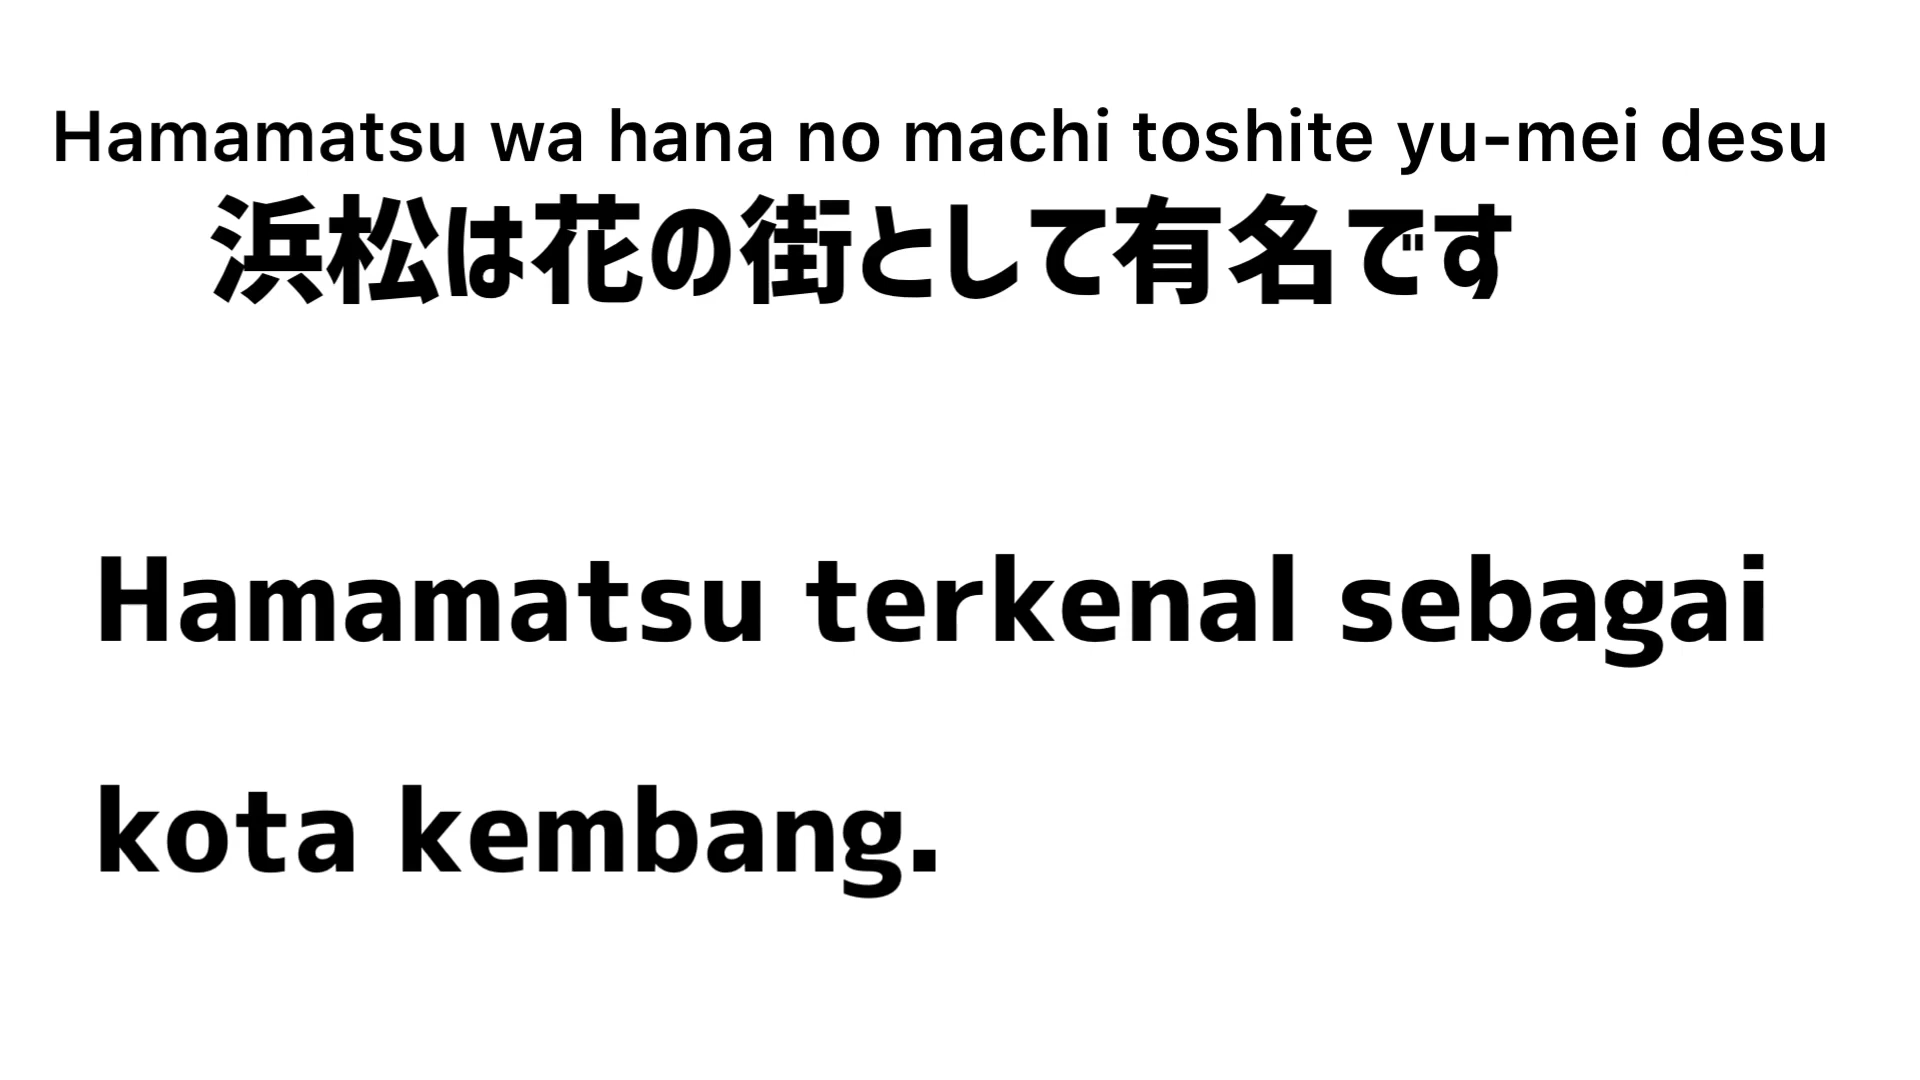 Hamamatsu wa hana no machi toshite yu-mei desu
浜松は花の街として有名です
Hamamatsu terkenal sebagai
kota kembang.